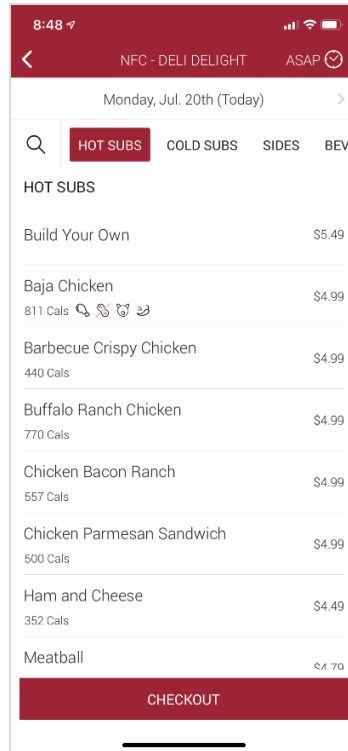 8:48
NFC - DELI DELIGHT ASAP
Monday, Jul. 20th (Today)
HOT SUBS COLD SUBS SIDES BEV
HOT SUBS
Build Your Own $5.49
Baja Chicken
811 Cals $4.99
Barbecue Crispy Chicken
440 Cals $4.99
Buffalo Ranch Chicken
770 Cals $4.99
Chicken Bacon Ranch
557 Cals $4.99
Chicken Parmesan Sandwich
500 Cals $4.99
Ham and Cheese
352 Cals $4.49
Meatball $4.79
CHECKOUT